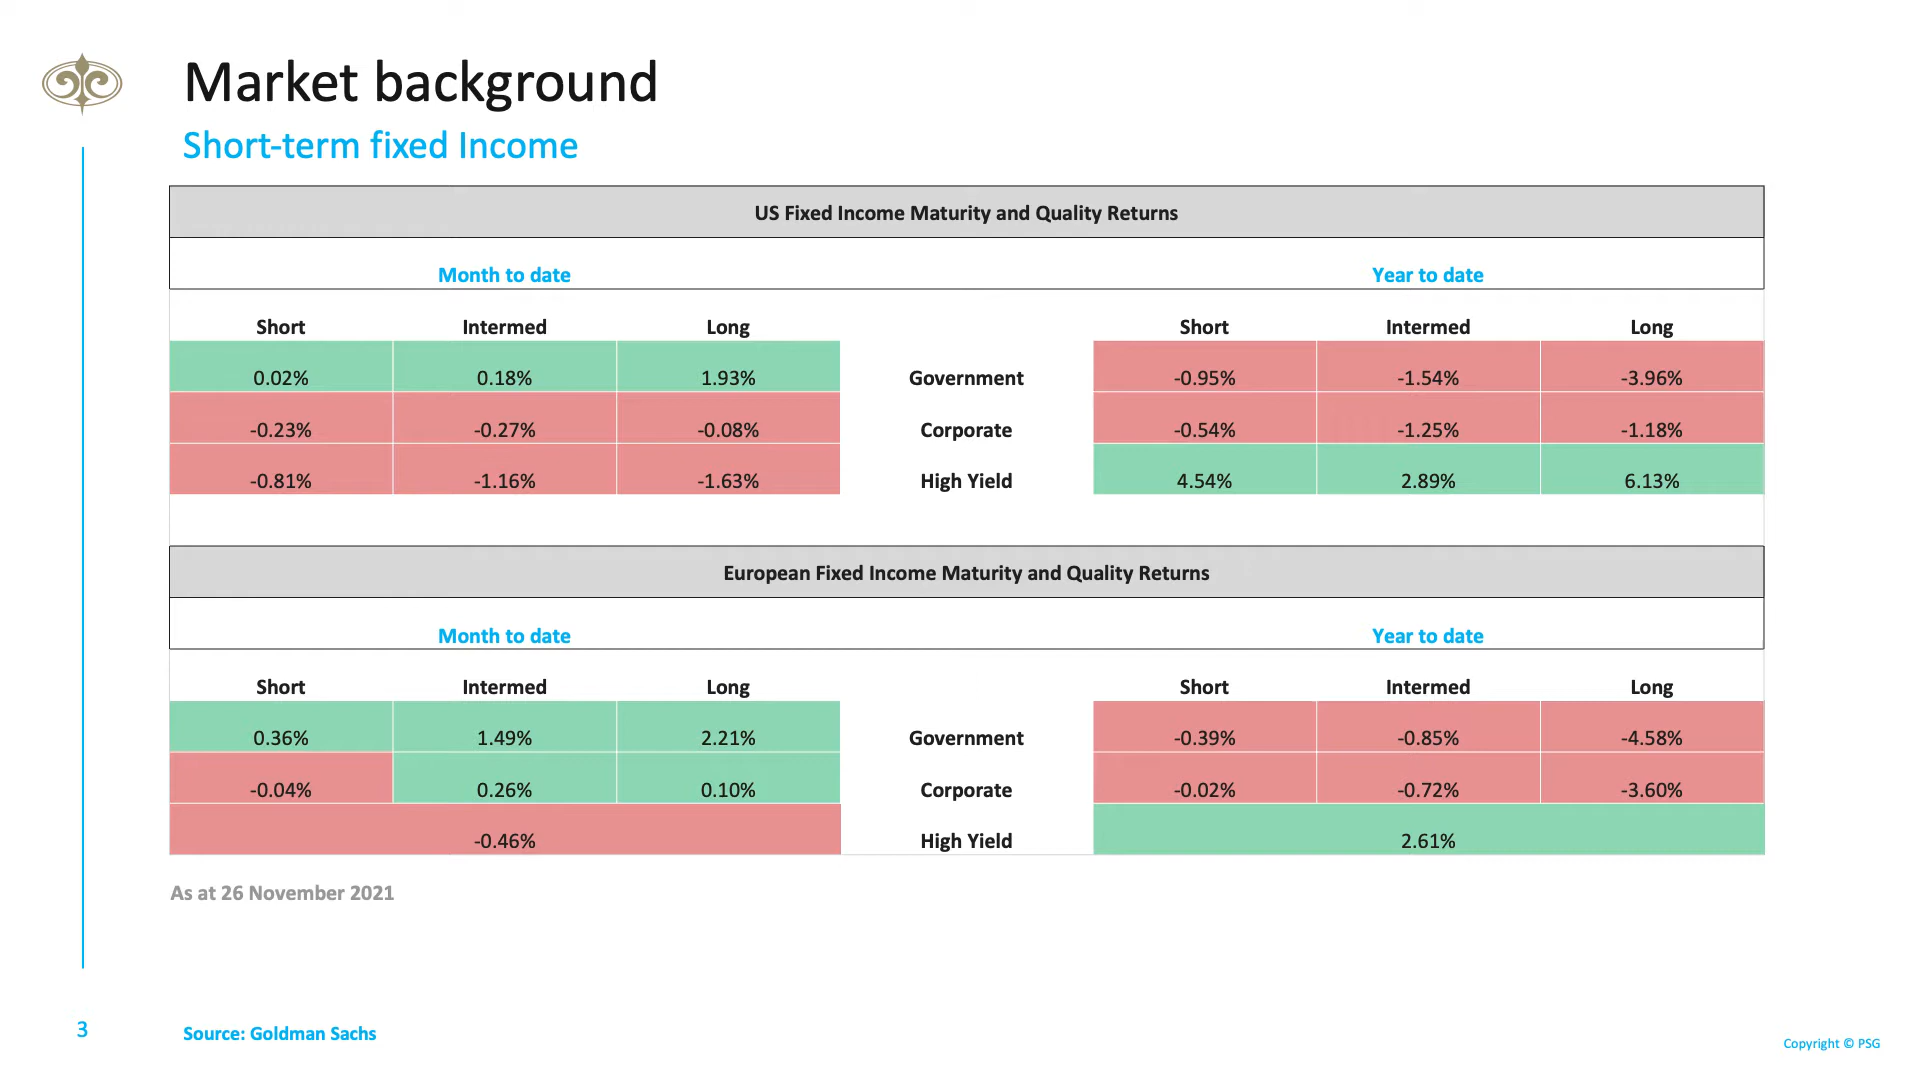 Market background
Short-term fixed Income
US Fixed Income Maturity and Quality Returns
Month to date Year to date
Short Intermed Long Short Intermed Long
0.02% 0.18% 1.93% Government -0.95% -1.54% -3.96%
-0.23% -0.27% -0.08% Corporate -0.54% -1.25% -1.18%
-0.81% -1.16% -1.63% High Yield 4.54% 2.89% 6.13%
European Fixed Income Maturity and Quality Returns
Month to date Year to date
Short Intermed Long Short Intermed Long
0.36% 1.49% 2.21% Government -0.39% -0.85% -4.58%
-0.04% 0.26% 0.10% Corporate -0.02% -0.72% -3.60%
-0.46% High Yield 2.61%
As at 26 November 2021
3 Source: Goldman Sachs
Copyright © PSG